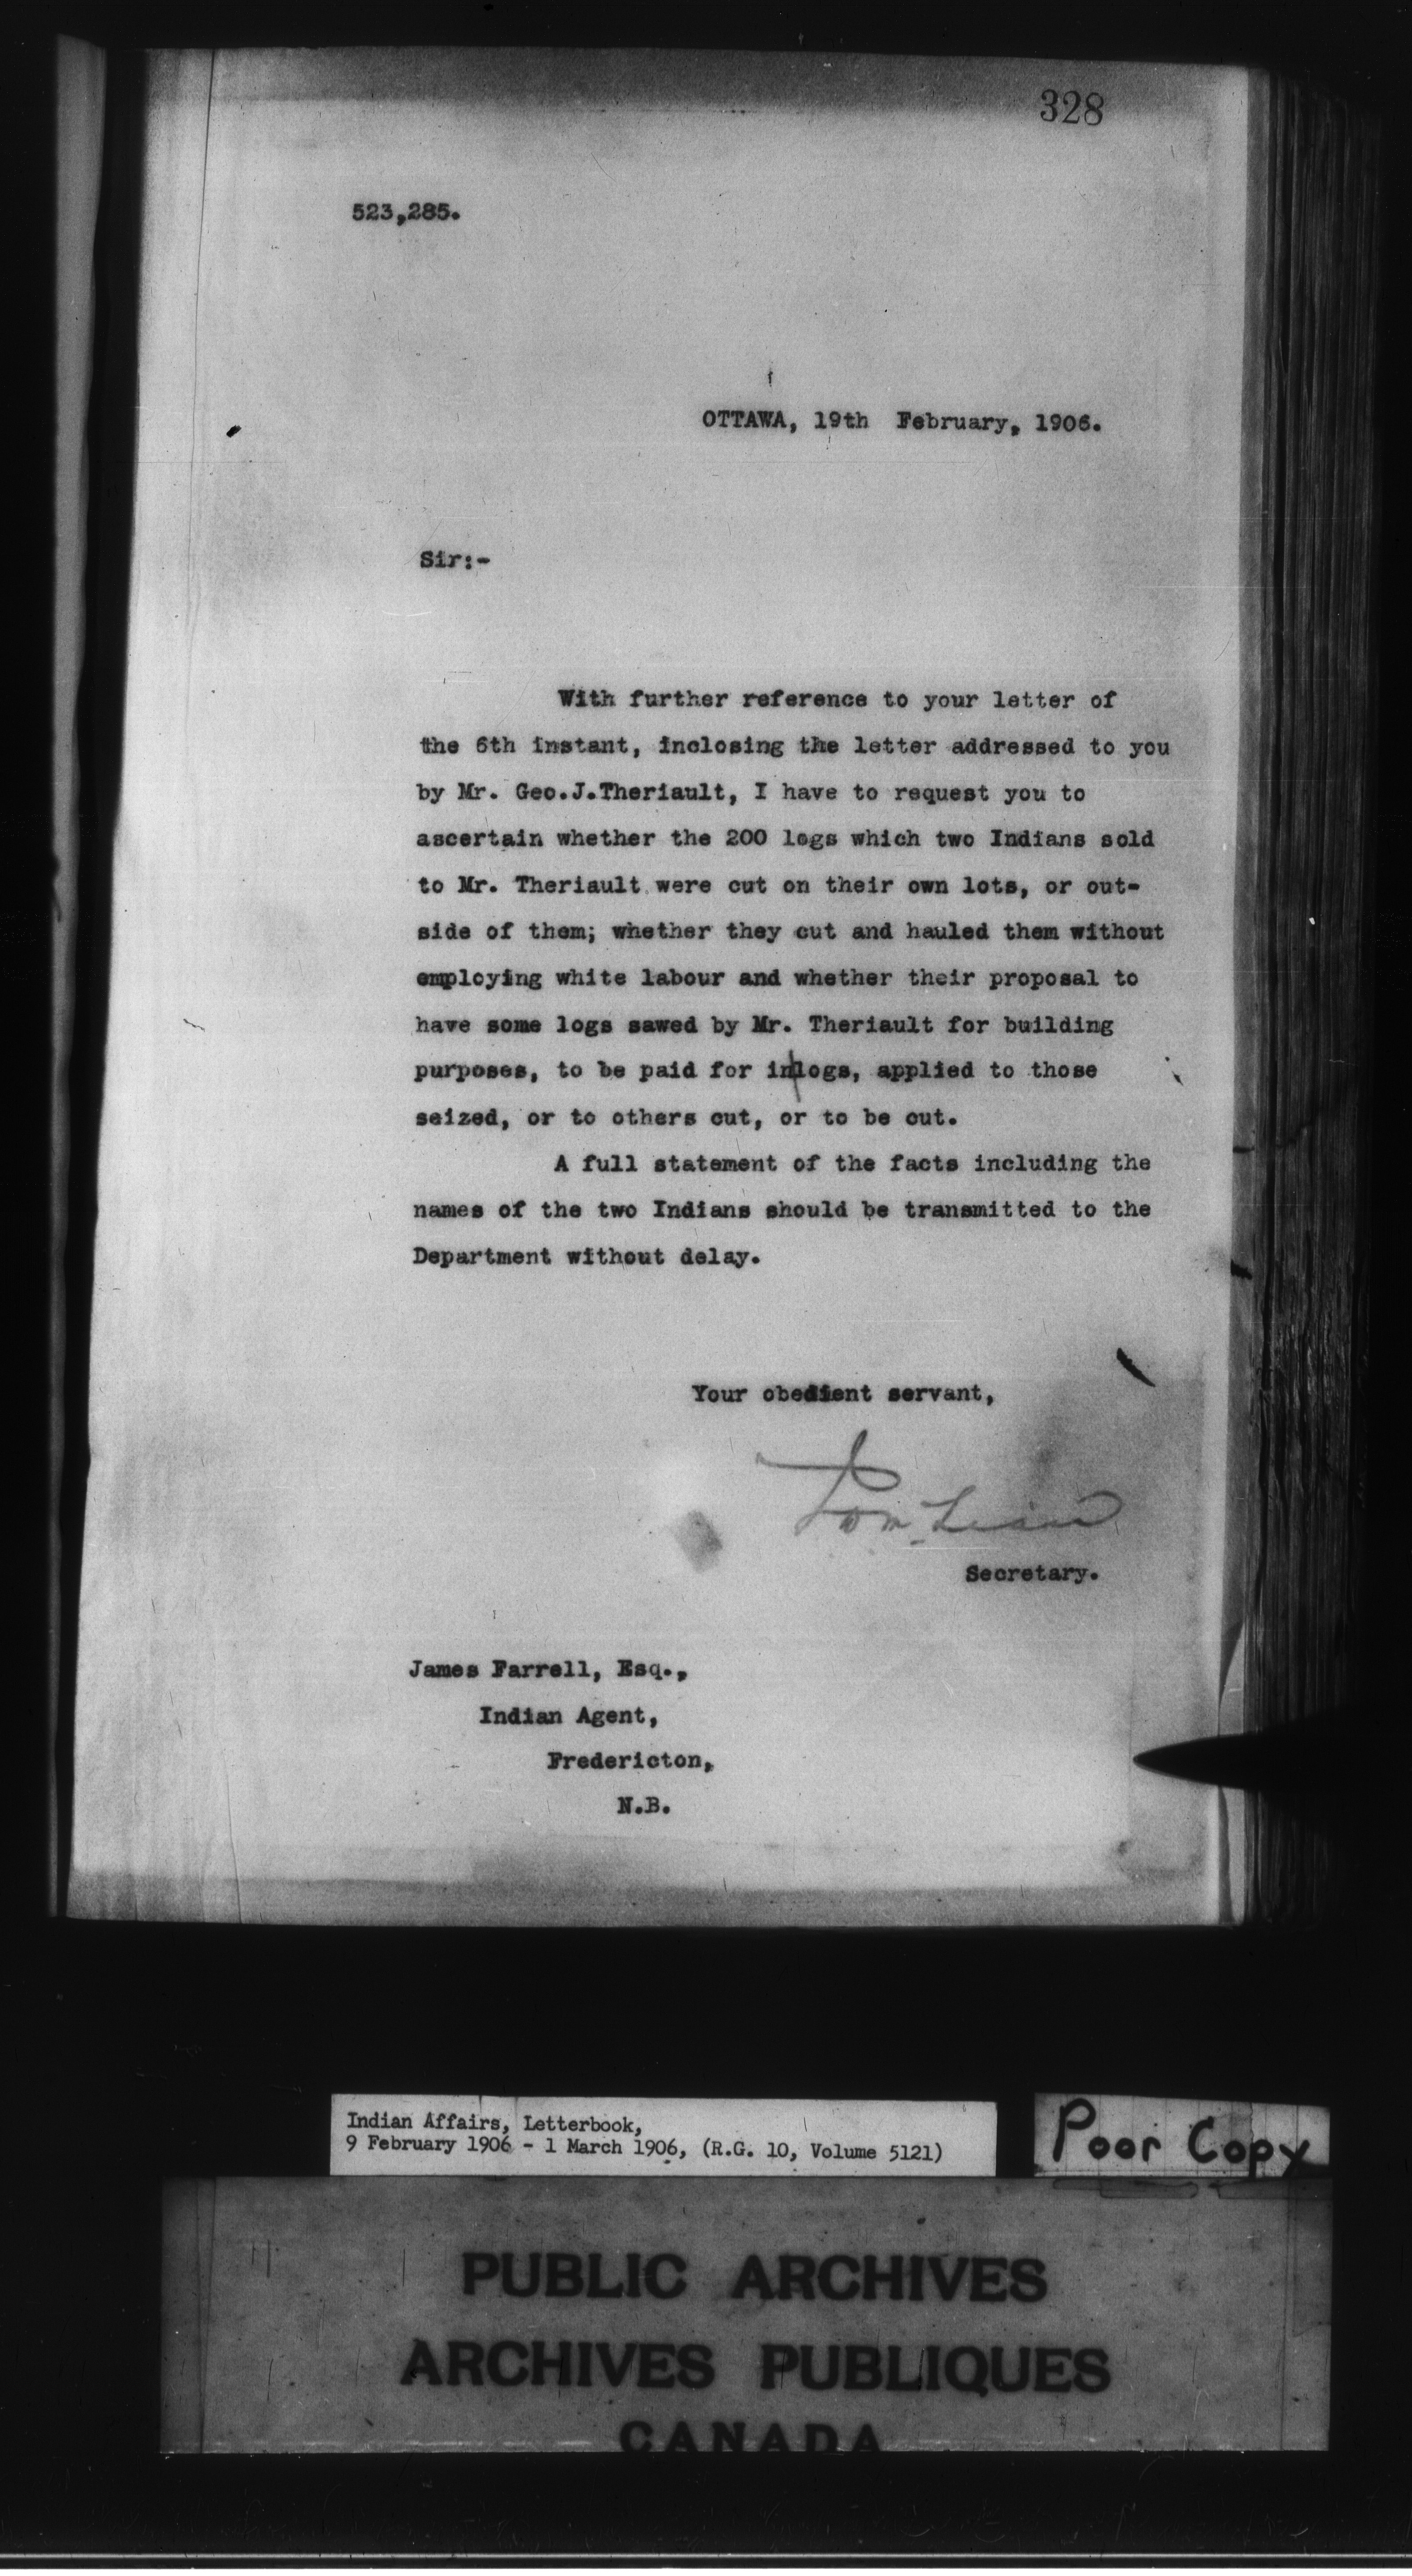 328
523,285.
OTTAWA, 19th February, 1906.
Sir:-
With further reference to your letter of
the 6th instant, inclosing the letter addressed to you
by Mr. Geo.J.Theriault, I have to request you to
ascertain whether the 200 logs which two Indians sold
to Mr. Theriault were cut on their own lots, or out-
side of them; whether they cut and hauled them without
employing white labour and whether their proposal to
have some logs sawed by Mr. Theriault for building
purposes, to be paid for in|logs, applied to those
seized, or to others cut, or to be cut.
A full statement of the facts including the
names of the two Indians should be transmitted to the
Department without delay.
Your obedient servant,
Secretary.
James Farrell, Esq.,
Indian Agent,
Fredericton,
N.B.
Indian Affairs, Letterbook,
9 February 1906 - 1 March 1906, (R.G. 10, Volume 5121)
Poor Copy
PUBLIC ARCHIVES
ARCHIVES PUBLIQUES
CANADA